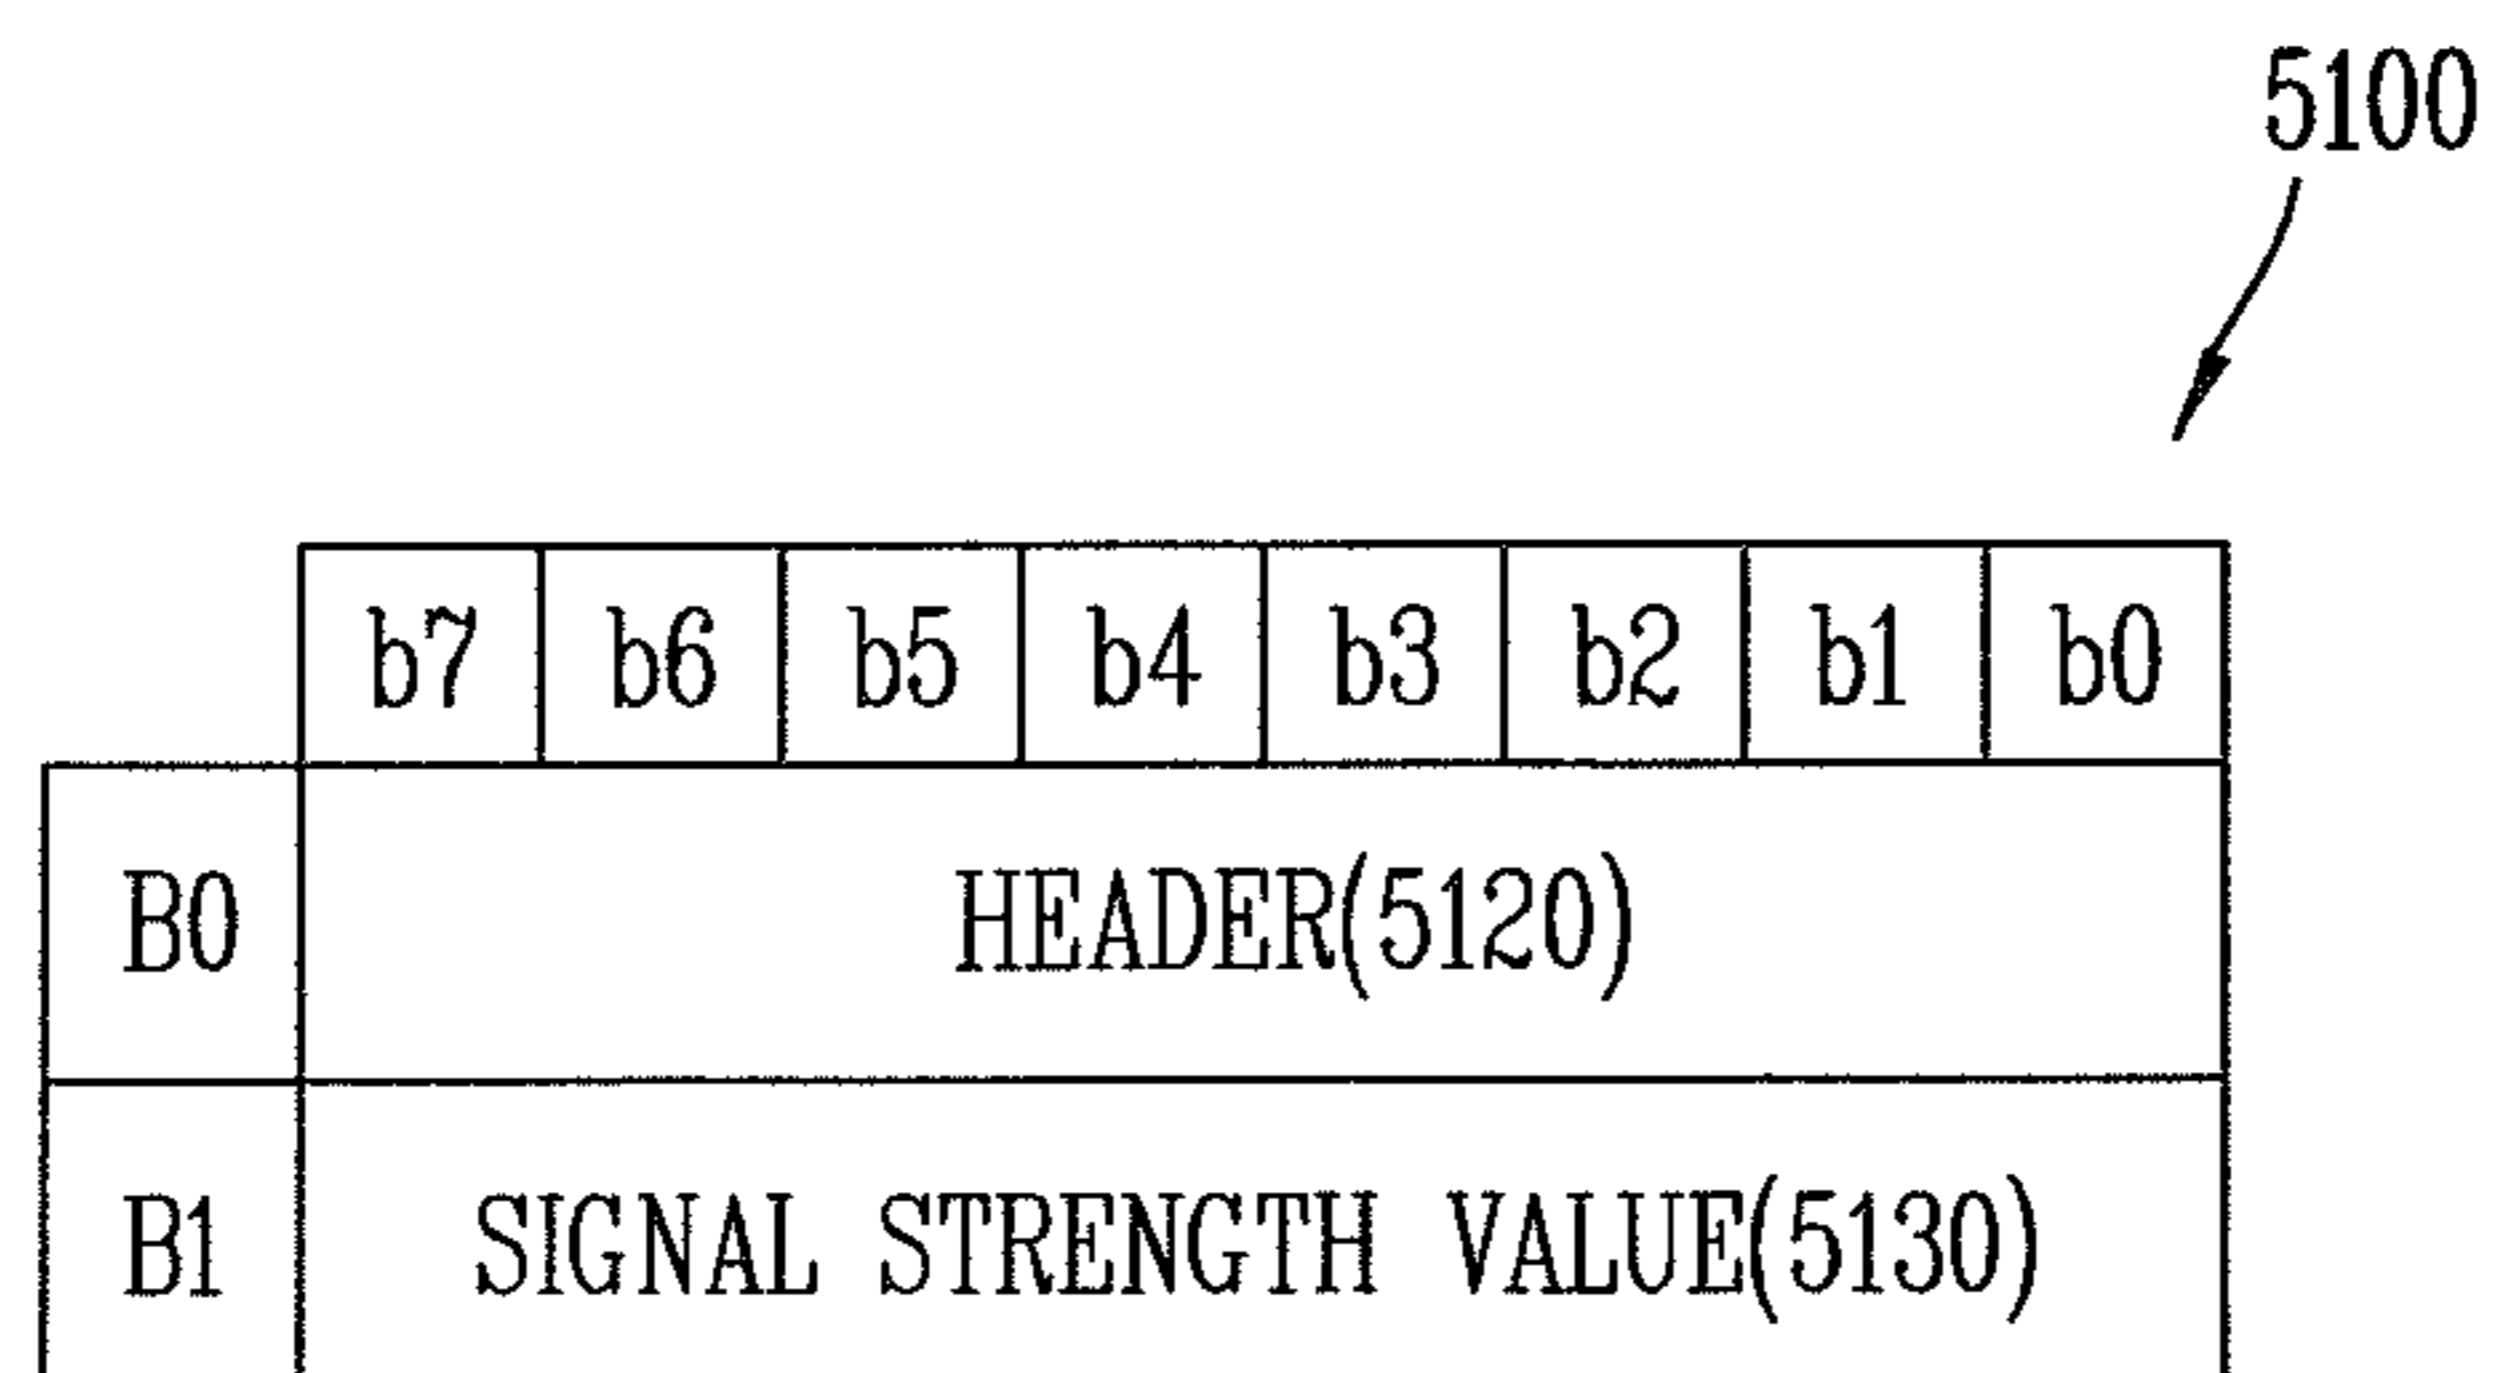 5100
b7 b6 b5 b4 b3 b2 b1 b0
B0 HEADER(5120)
B1 SIGNAL STRENGTH VALUE(5130)